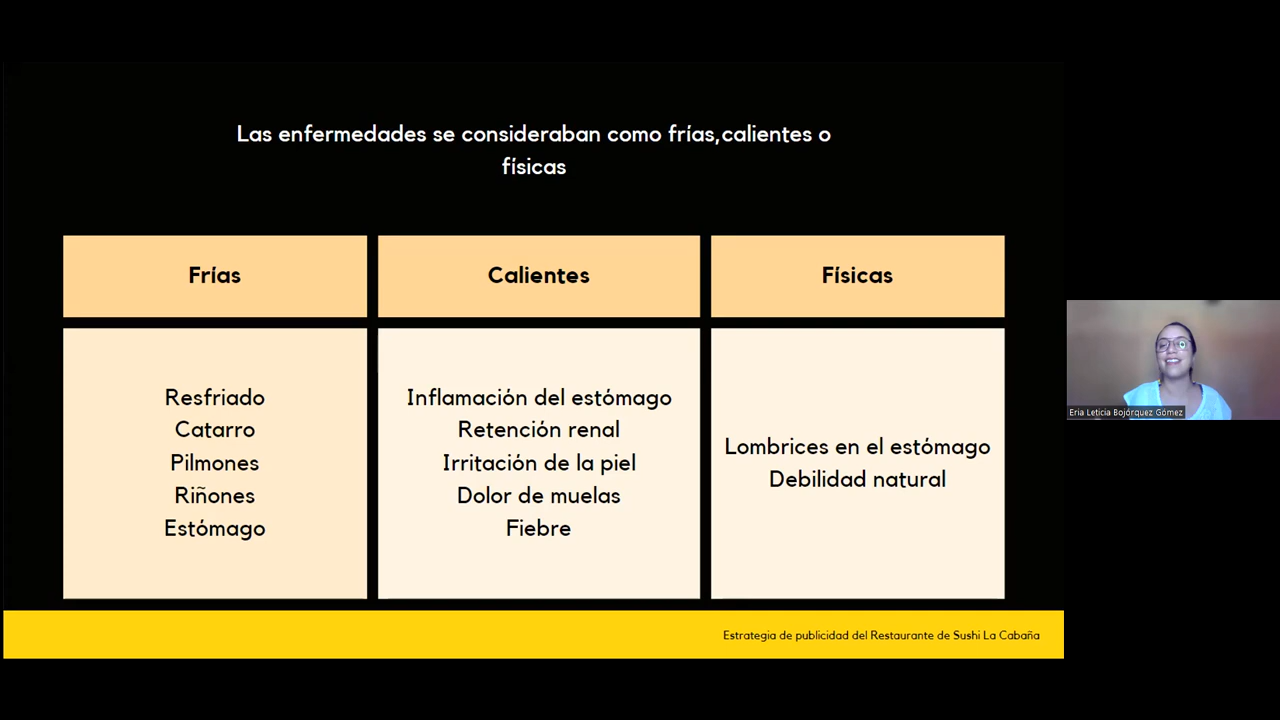 Las enfermedades se consideraban como frías,calientes o
físicas
Frías
Calientes
Físicas
Resfriado
Catarro
Pilmones
Riñones
Estómago
Inflamación del estómago
Retención renal
Irritación de la piel
Dolor de muelas
Fiebre
Lombrices en el estómago
Debilidad natural
Estrategia de publicidad del Restaurante de Sushi La Cabaña
Eria Leticia Bojórquez Gómez